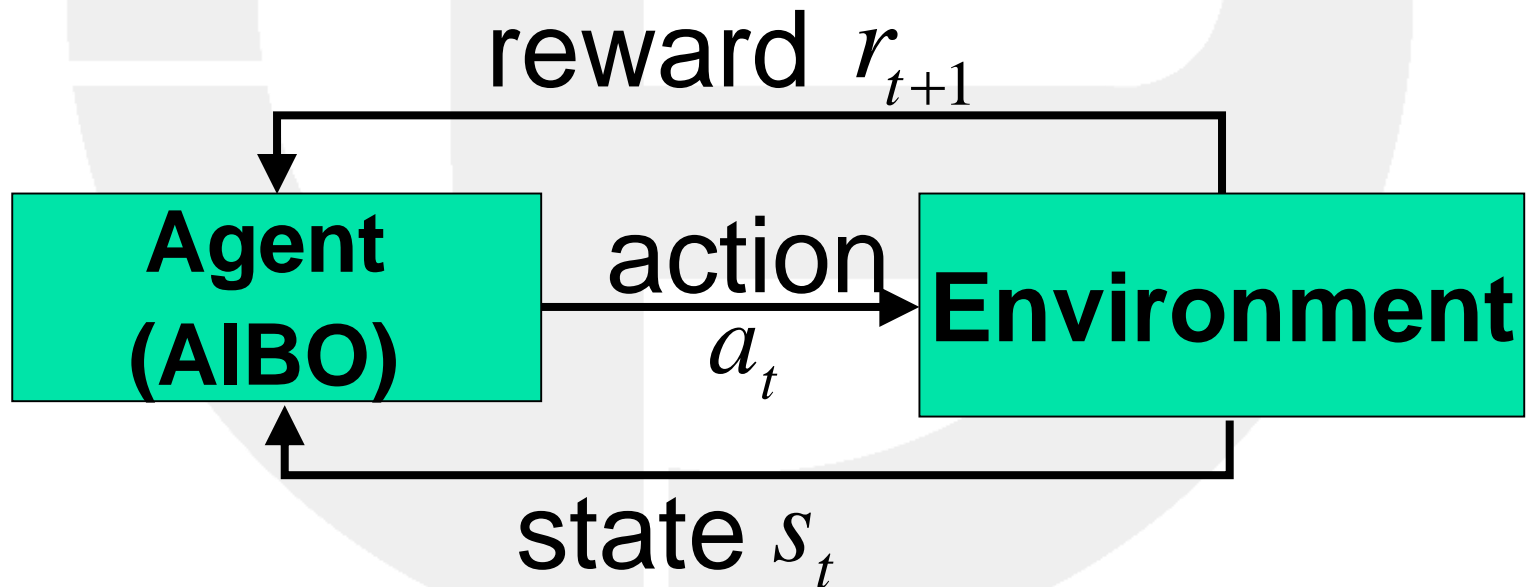 reward r_{t+1}
Agent
(AIBO)
action
a_t
Environment
state s_t